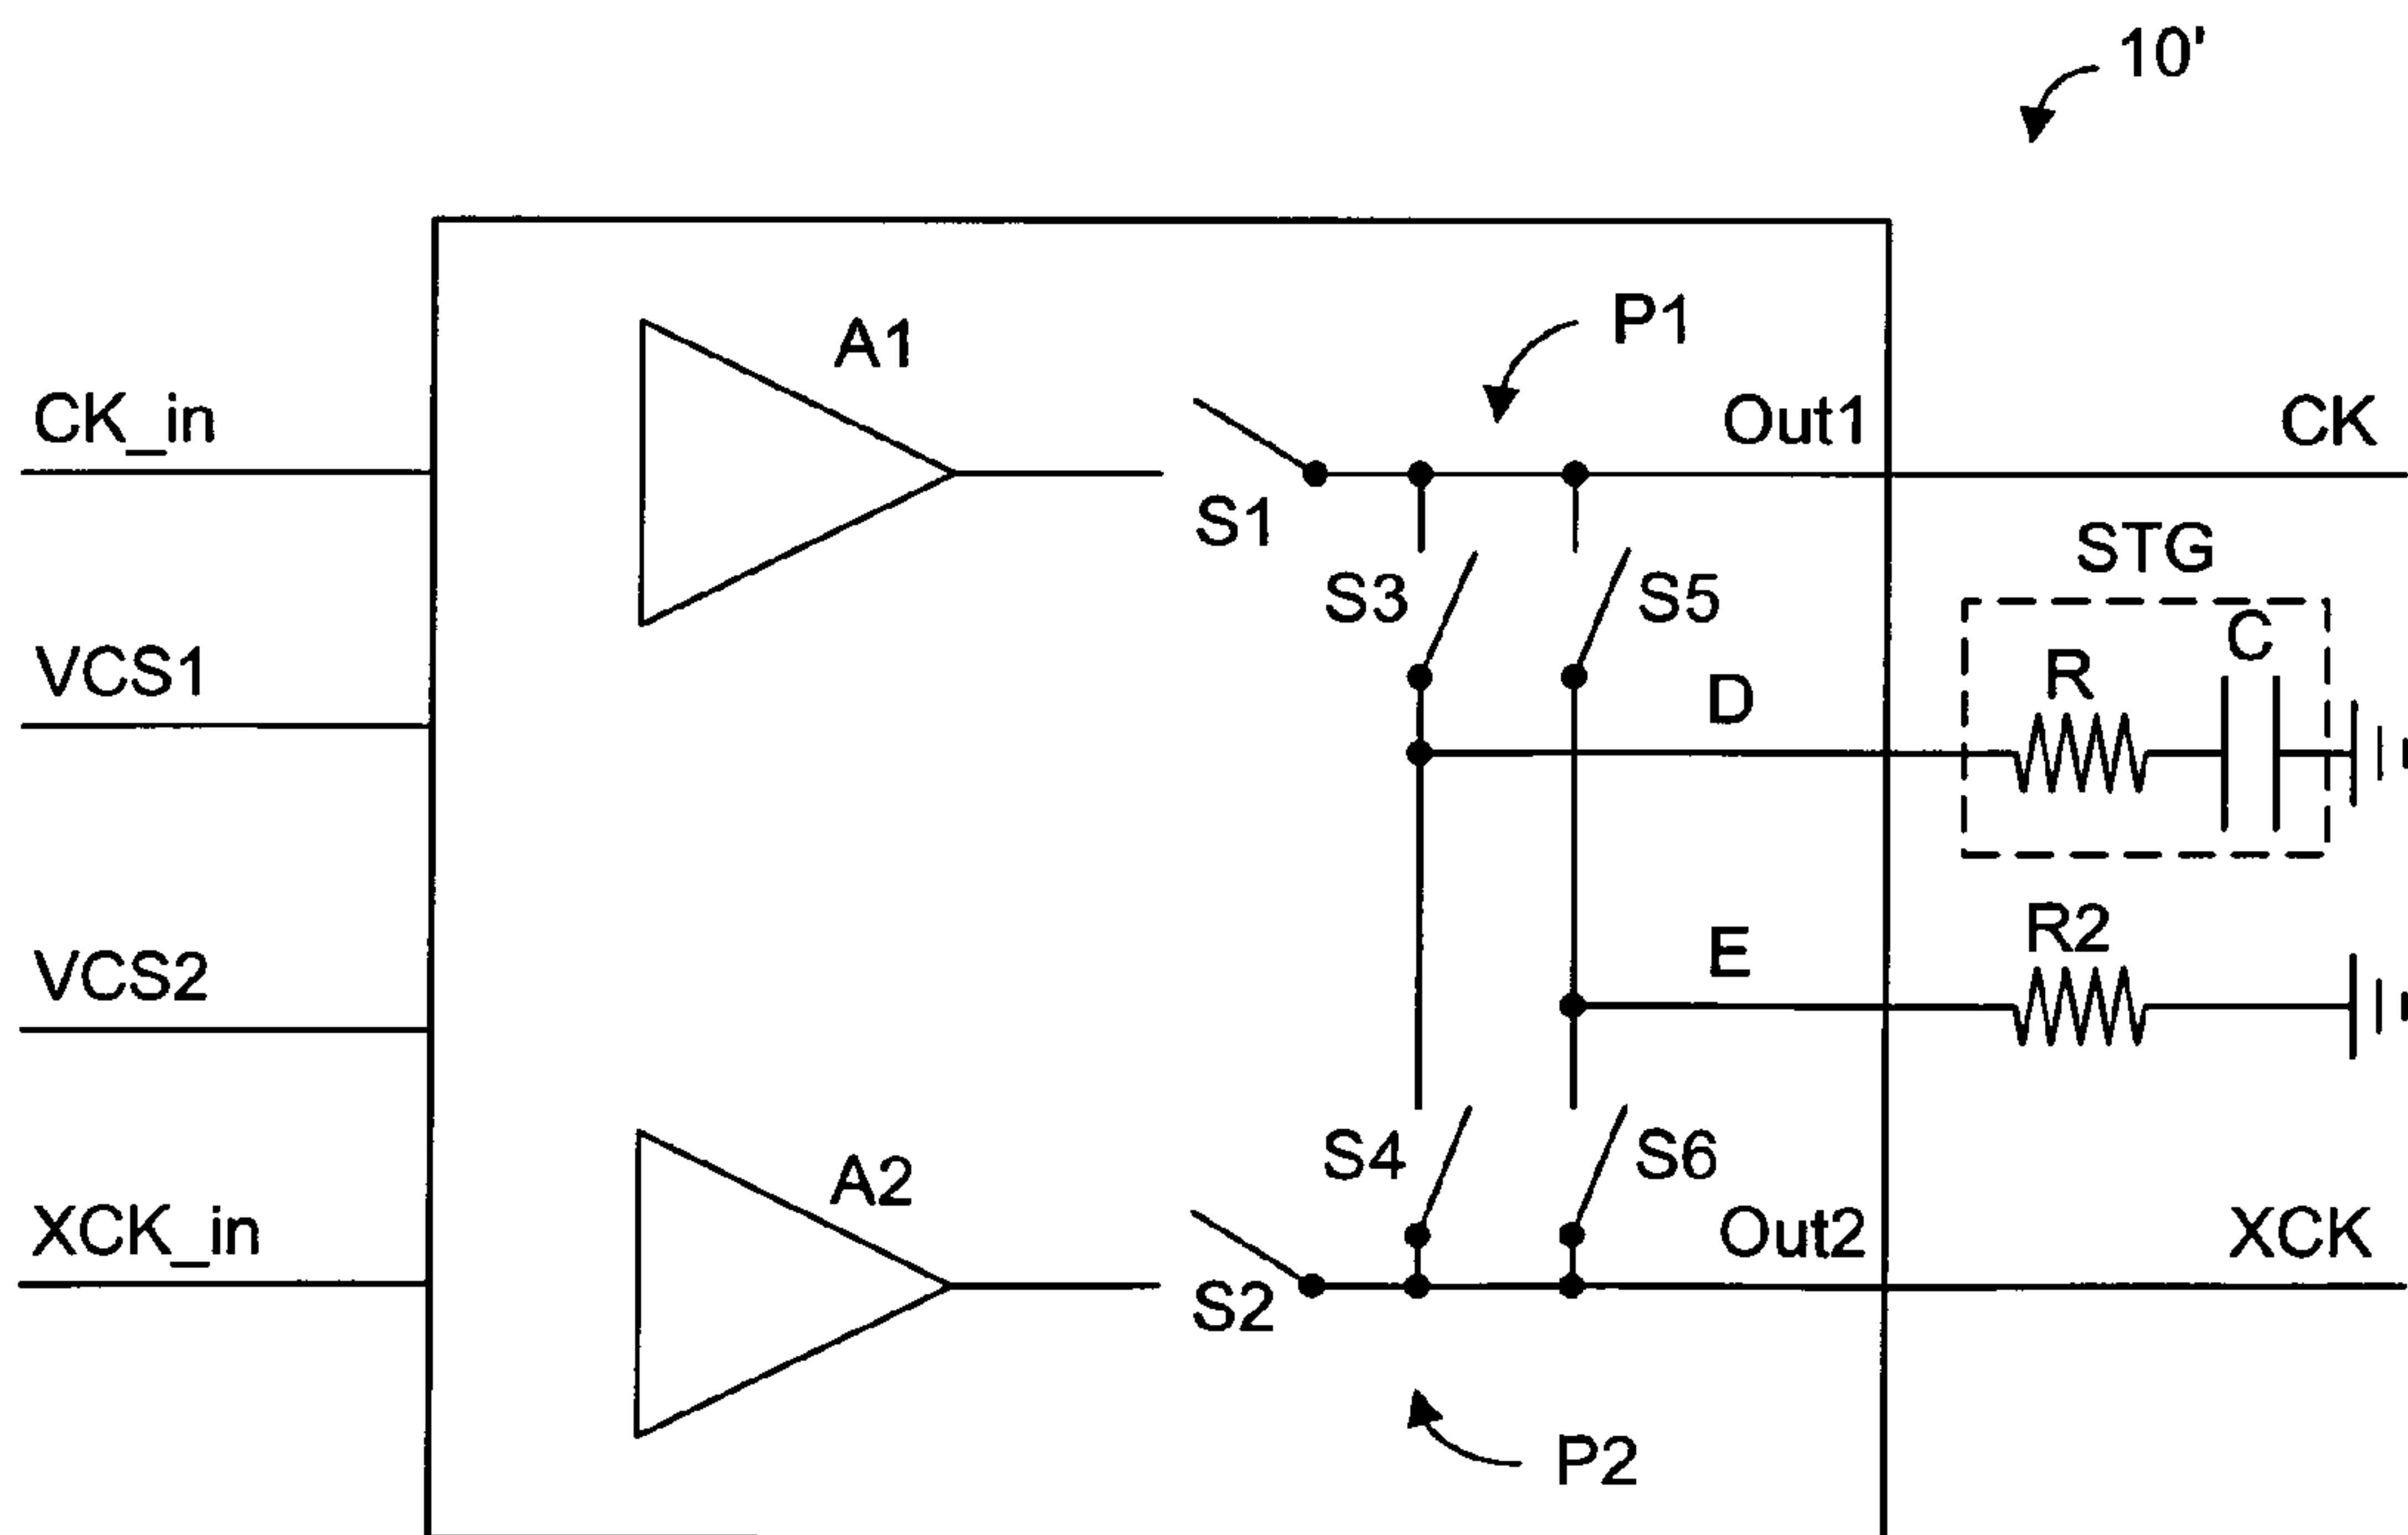 10'
A1
P1
CK_in
Out1
CK
S1
STG
S3
S5
C
VCS1
R
D
VCS2
E
R2
A2
S4
S6
XCK_in
Out2
XCK
S2
P2